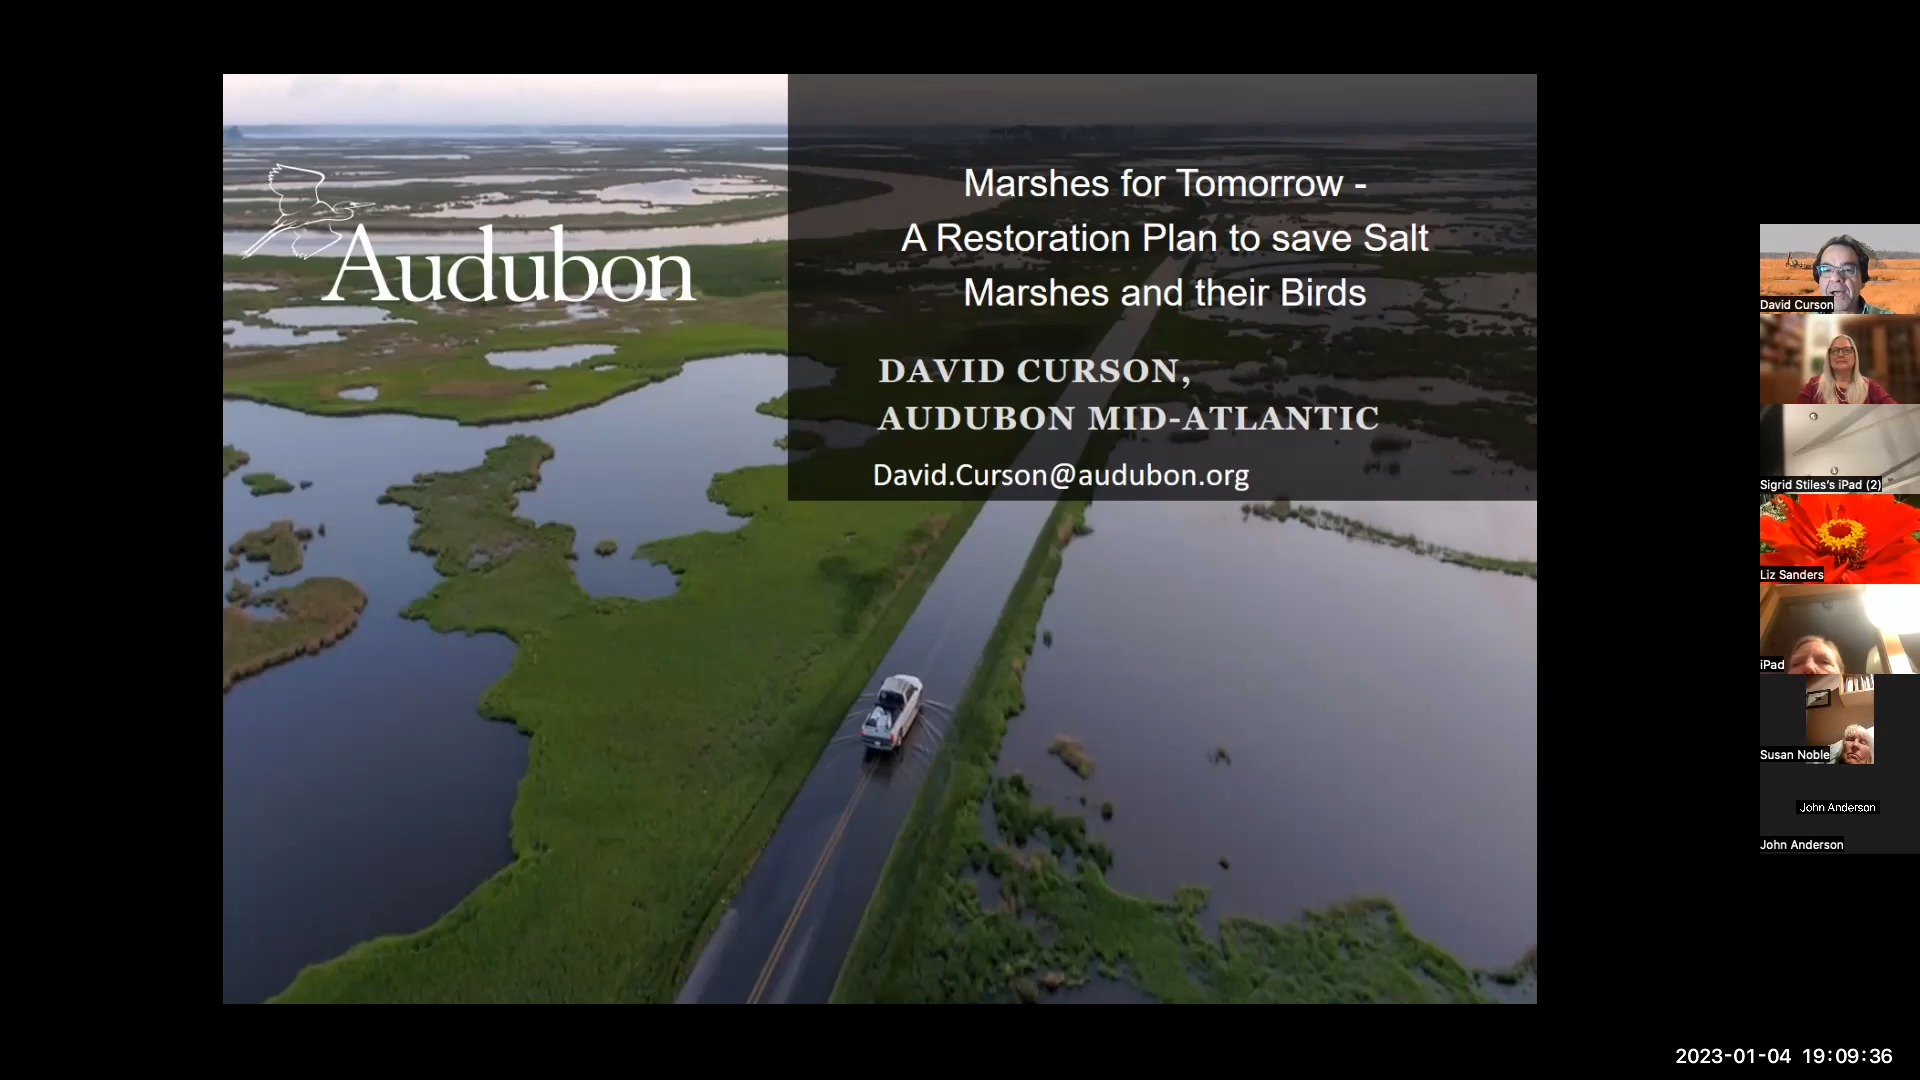 Audubon
Marshes for Tomorrow -
A Restoration Plan to save Salt
Marshes and their Birds
DAVID CURSON,
AUDUBON MID-ATLANTIC
David.Curson@audubon.org
David Curson
Sigrid Stiles's iPad (2)
Liz Sanders
iPad
Susan Noble
John Anderson
John Anderson
2023-01-04 19:09:36